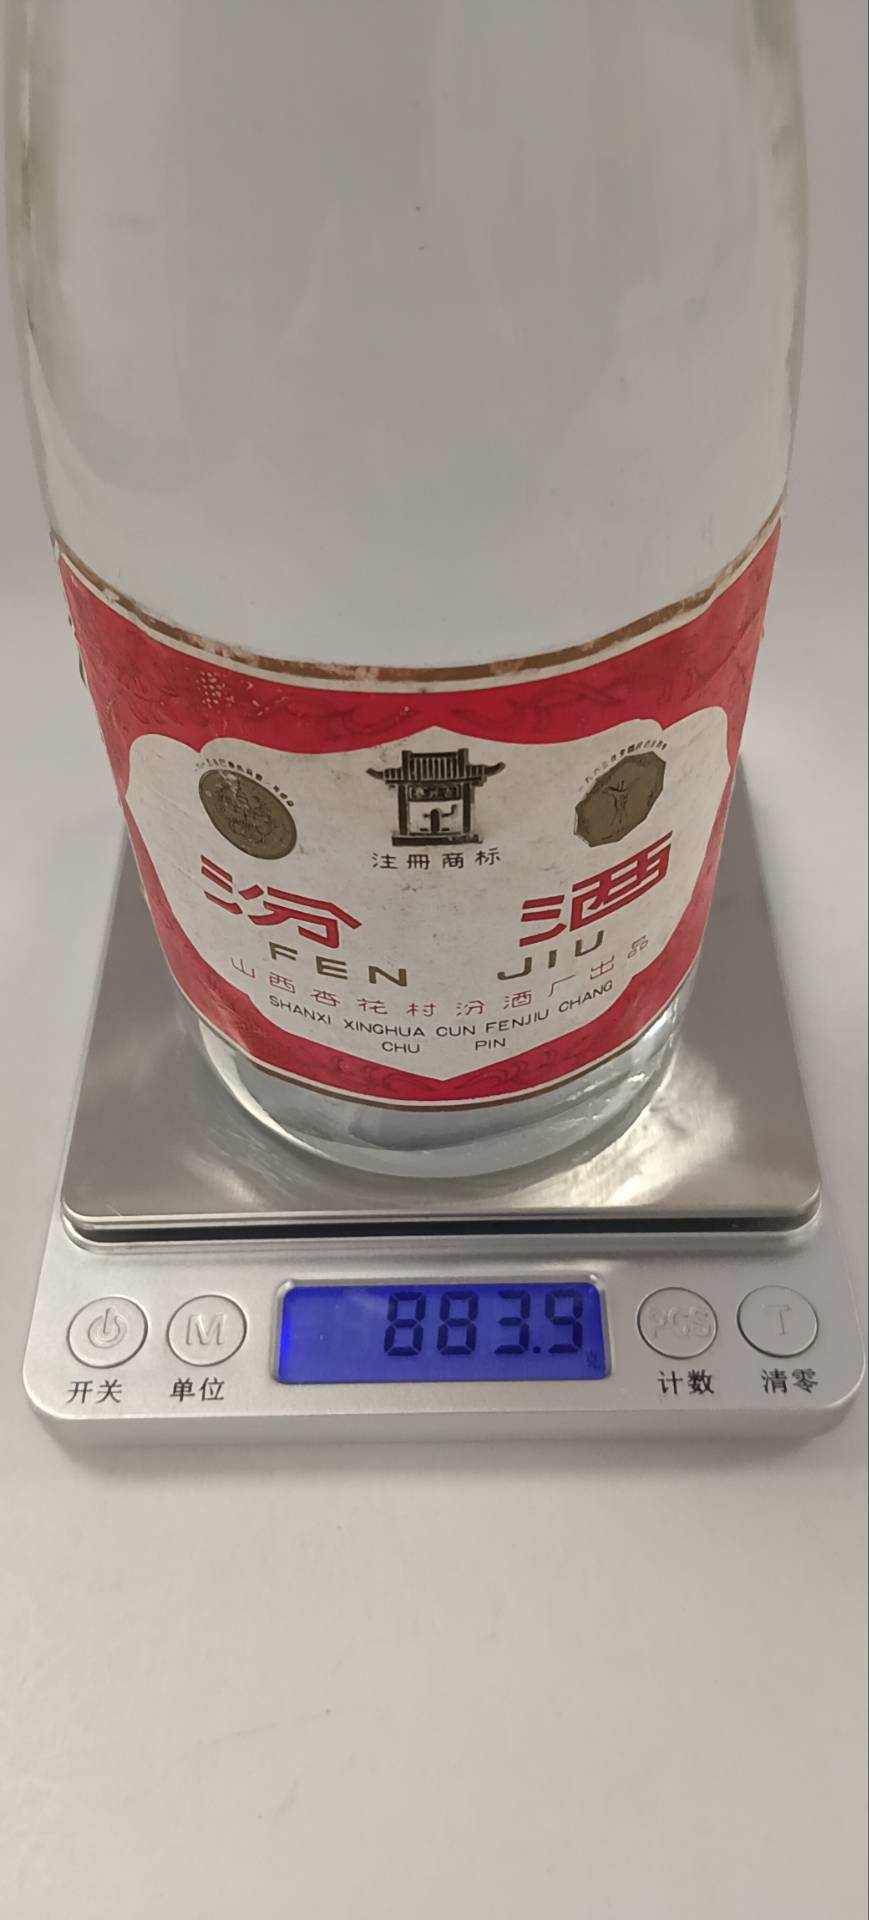 注册商标
汾酒
FEN JIU
山西杏花村汾酒厂出品
SHANXI XINGHUA CUN FENJIU CHANG
CHU PIN
883.9
克
M
PCS
T
开关
单位
计数
清零